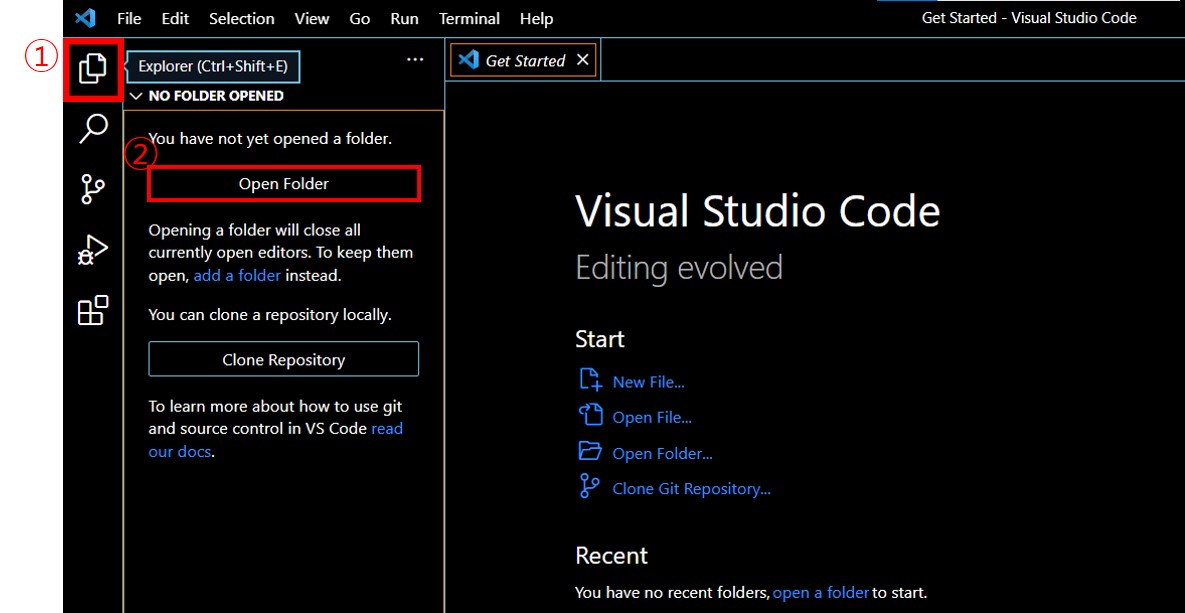 File Edit Selection View Go Run Terminal Help
Get Started - Visual Studio Code
①
Explorer (Ctrl+Shift+E)
···
NO FOLDER OPENED
You have not yet opened a folder.
②
Open Folder
Opening a folder will close all
currently open editors. To keep them
open, add a folder instead.
You can clone a repository locally.
Clone Repository
To learn more about how to use git
and source control in VS Code read
our docs.
Get Started
Visual Studio Code
Editing evolved
Start
New File...
Open File...
Open Folder...
Clone Git Repository...
Recent
You have no recent folders, open a folder to start.